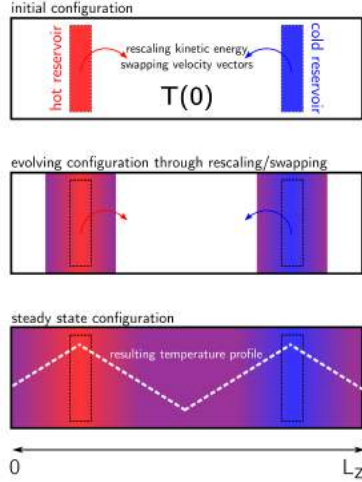 initial configuration
hot reservoir
rescaling kinetic energy
swapping velocity vectors
T(0)
cold reservoir
evolving configuration through rescaling/swapping
steady state configuration
resulting temperature profile
0
L_z